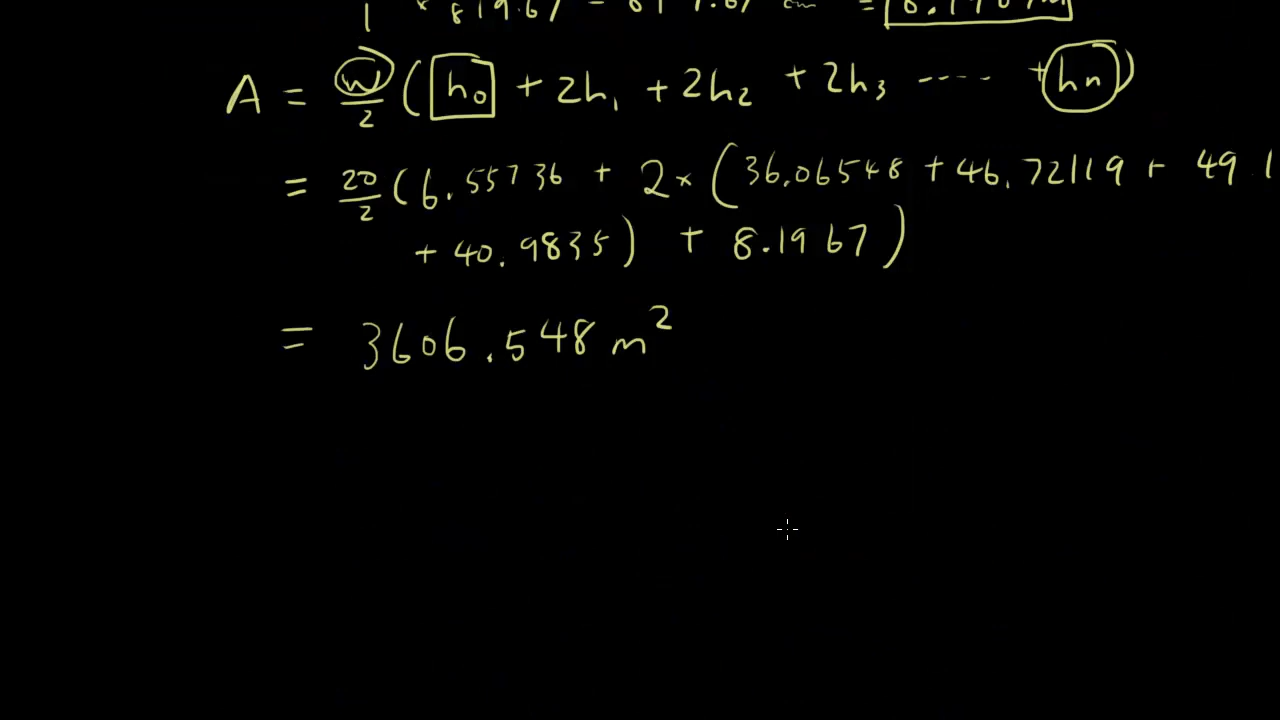 A = w/2 ( h₀ + 2h₁ + 2h₂ + 2h₃ ----- + hn )
= 20/2 ( 6.55736 + 2 × ( 36.06548 + 46.72119 + 49.1
+ 40.9835 ) + 8.1967 )
= 3606.548 m²